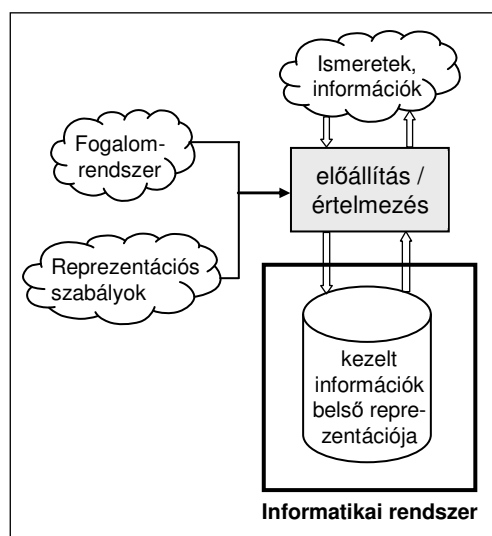 Ismeretek,
információk
Fogalom-
rendszer
előállítás /
értelmezés
Reprezentációs
szabályok
kezelt
információk
belső repre-
zentációja
Informatikai rendszer